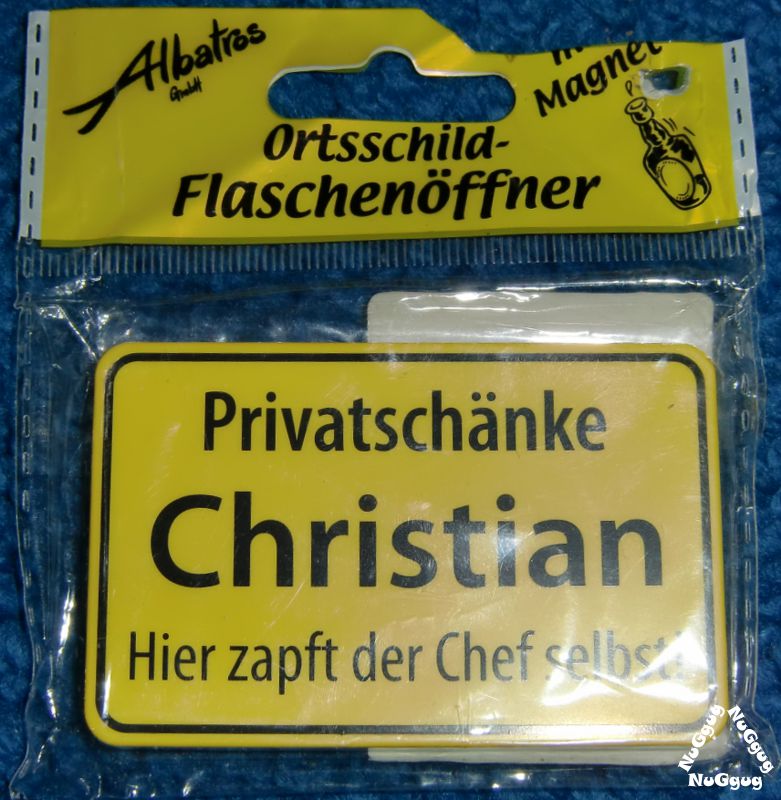 Albatros
GmbH
Magnet
Ortsschild-
Flaschenöffner
Privatschänke
Christian
Hier zapft der Chef selbst!
NuGgug
NuGgug
NuGgug